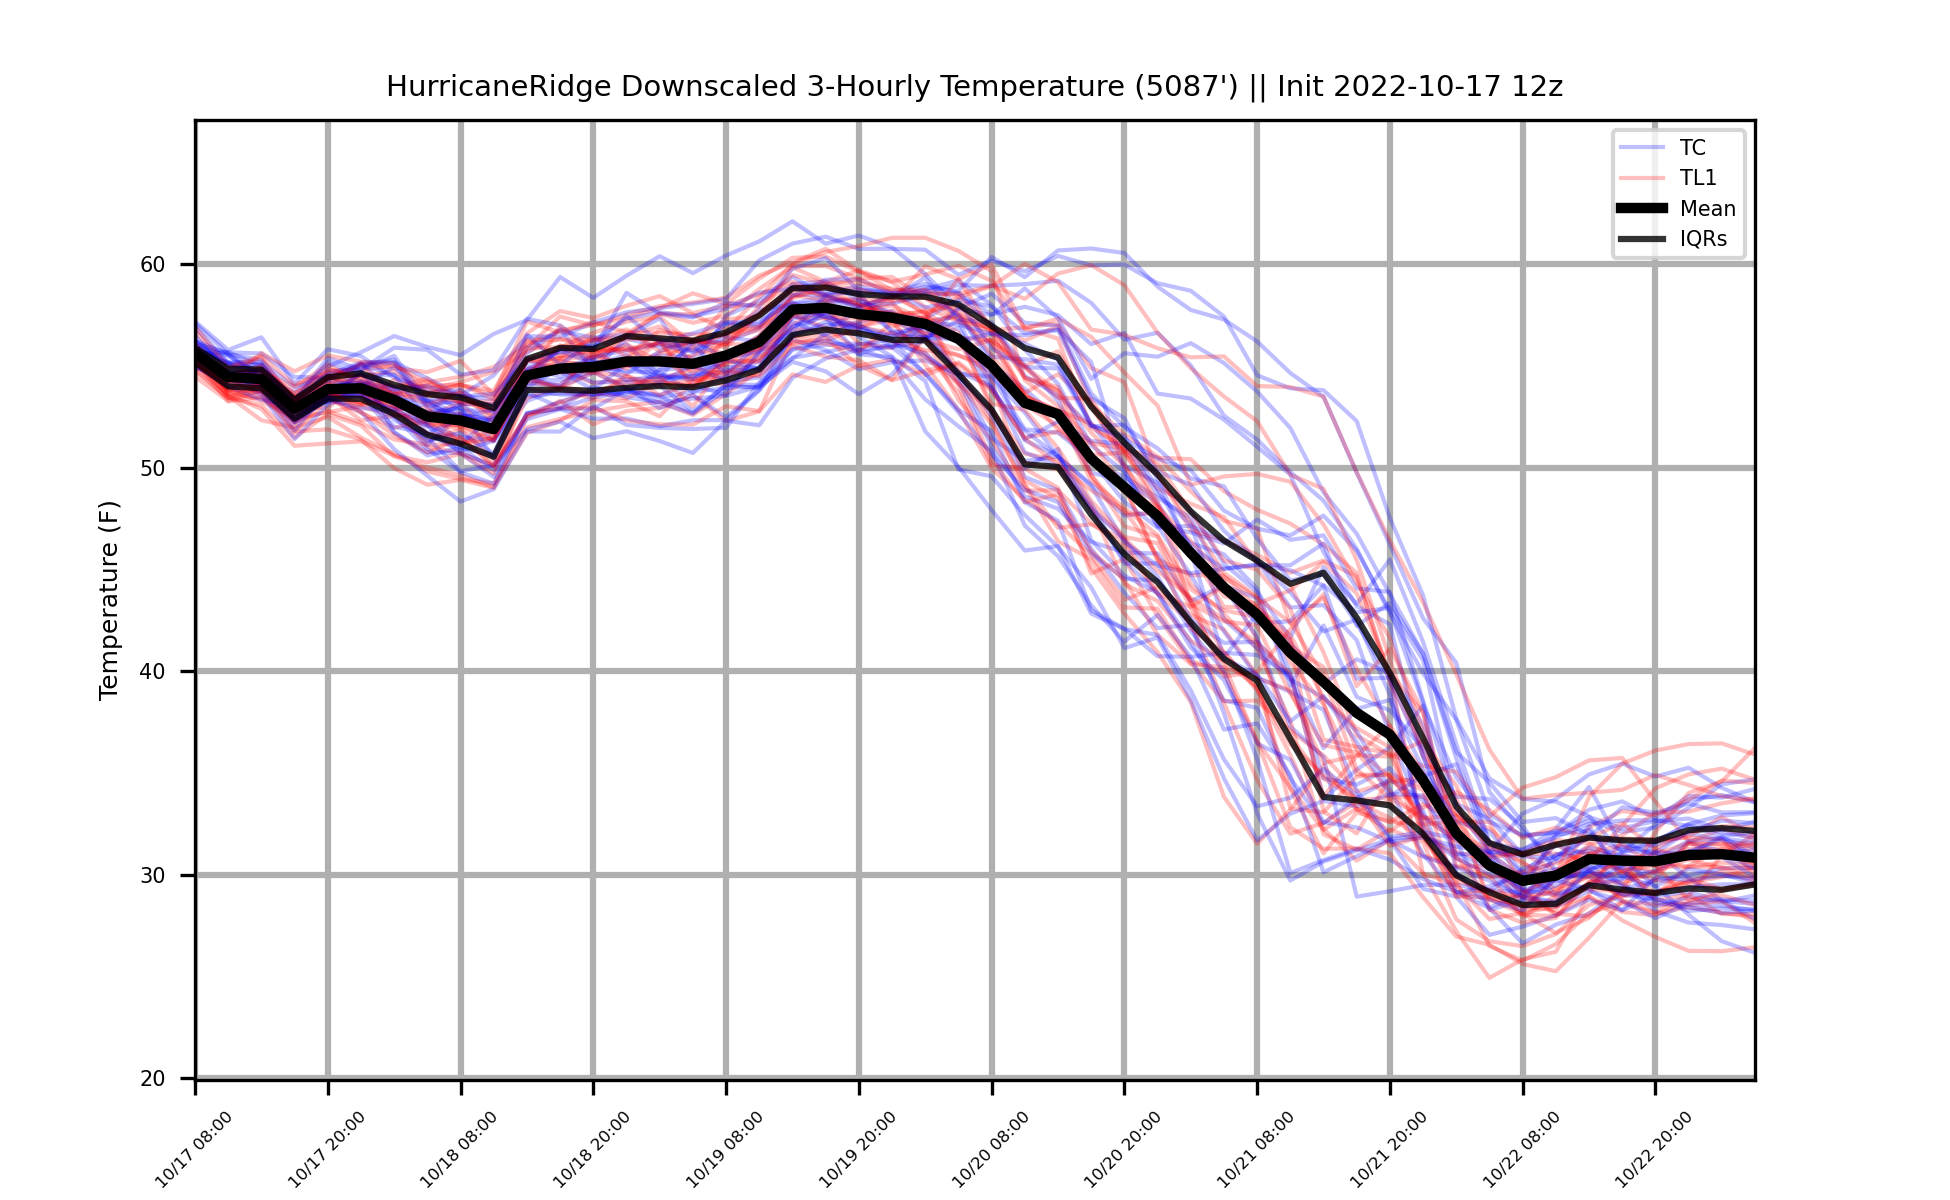 HurricaneRidge Downscaled 3-Hourly Temperature (5087') || Init 2022-10-17 12z
TC
TL1
Mean
IQRs
Temperature (F)
60
50
40
30
20
10/17 08:00
10/17 20:00
10/18 08:00
10/18 20:00
10/19 08:00
10/19 20:00
10/20 08:00
10/20 20:00
10/21 08:00
10/21 20:00
10/22 08:00
10/22 20:00